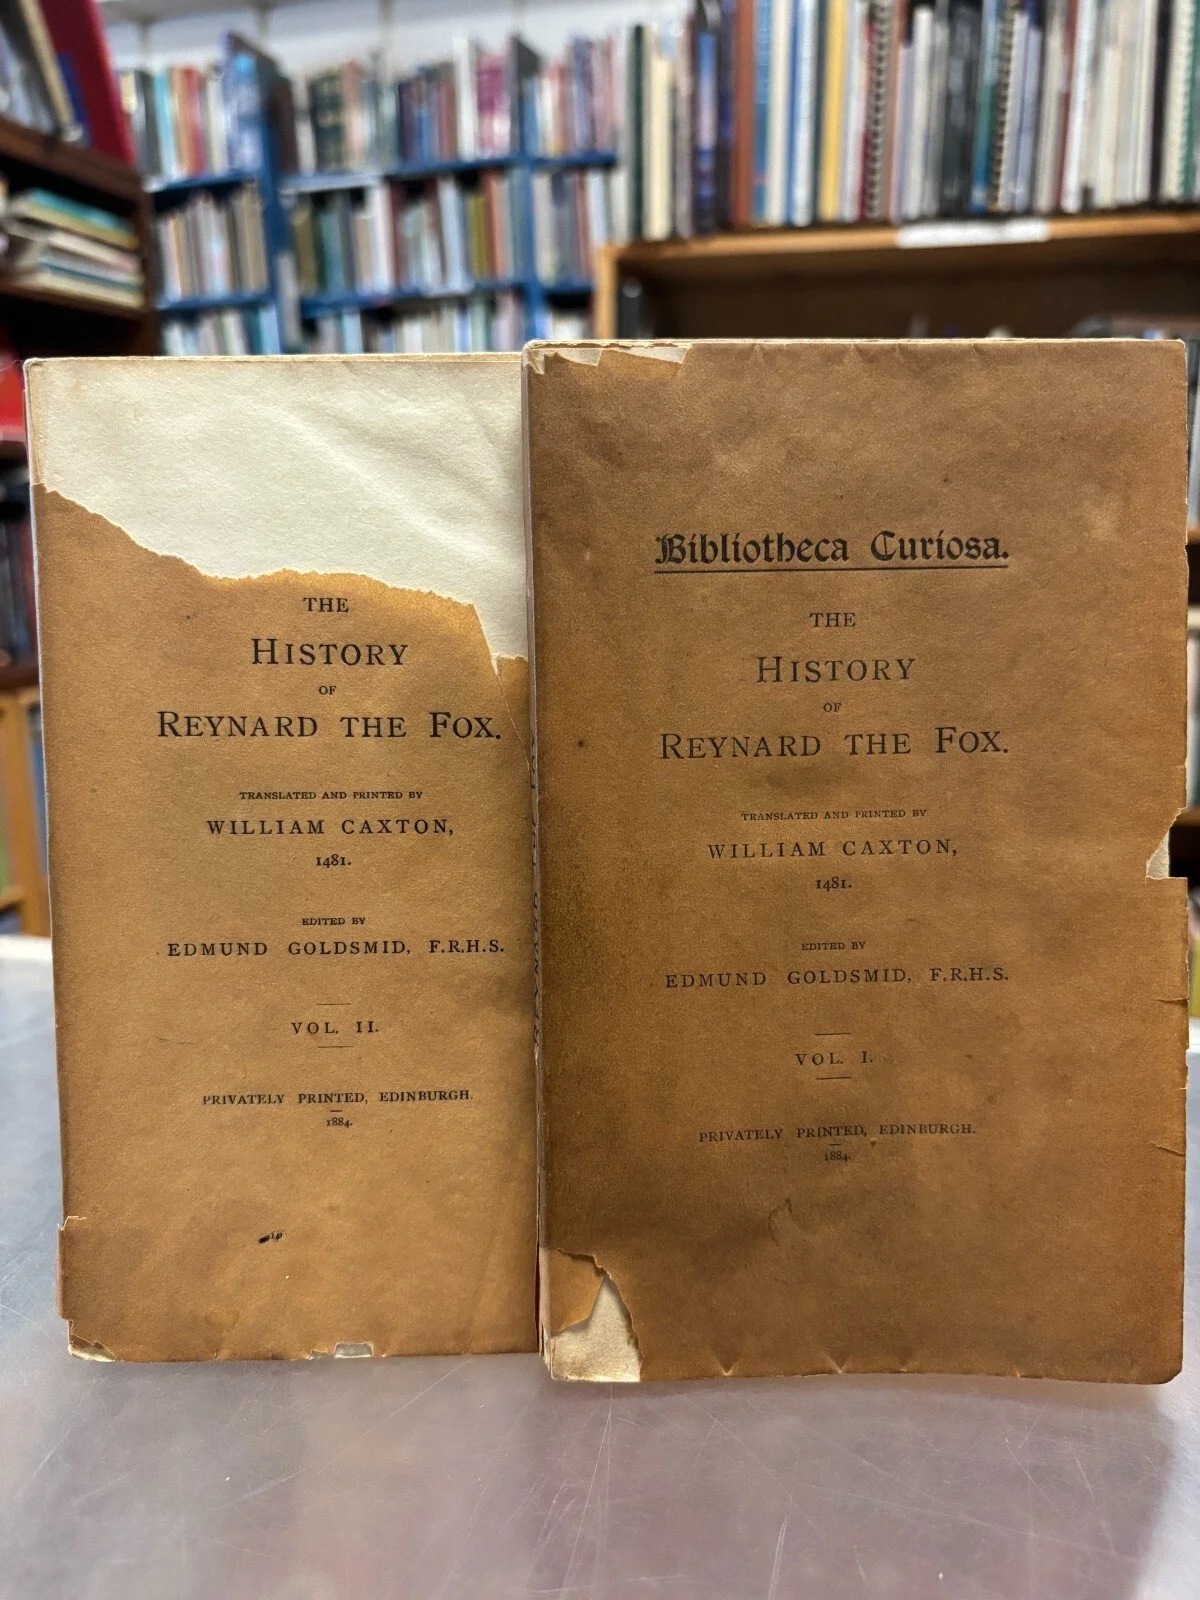 THE
HISTORY
OF
REYNARD THE FOX.
TRANSLATED AND PRINTED BY
WILLIAM CAXTON,
1481.
EDITED BY
EDMUND GOLDSMID, F.R.H.S.
VOL. II.
PRIVATELY PRINTED, EDINBURGH.
1884.
Bibliotheca Curiosa.
THE
HISTORY
OF
REYNARD THE FOX.
TRANSLATED AND PRINTED BY
WILLIAM CAXTON,
1481.
EDITED BY
EDMUND GOLDSMID, F.R.H.S.
VOL. I.
PRIVATELY PRINTED, EDINBURGH.
1884.